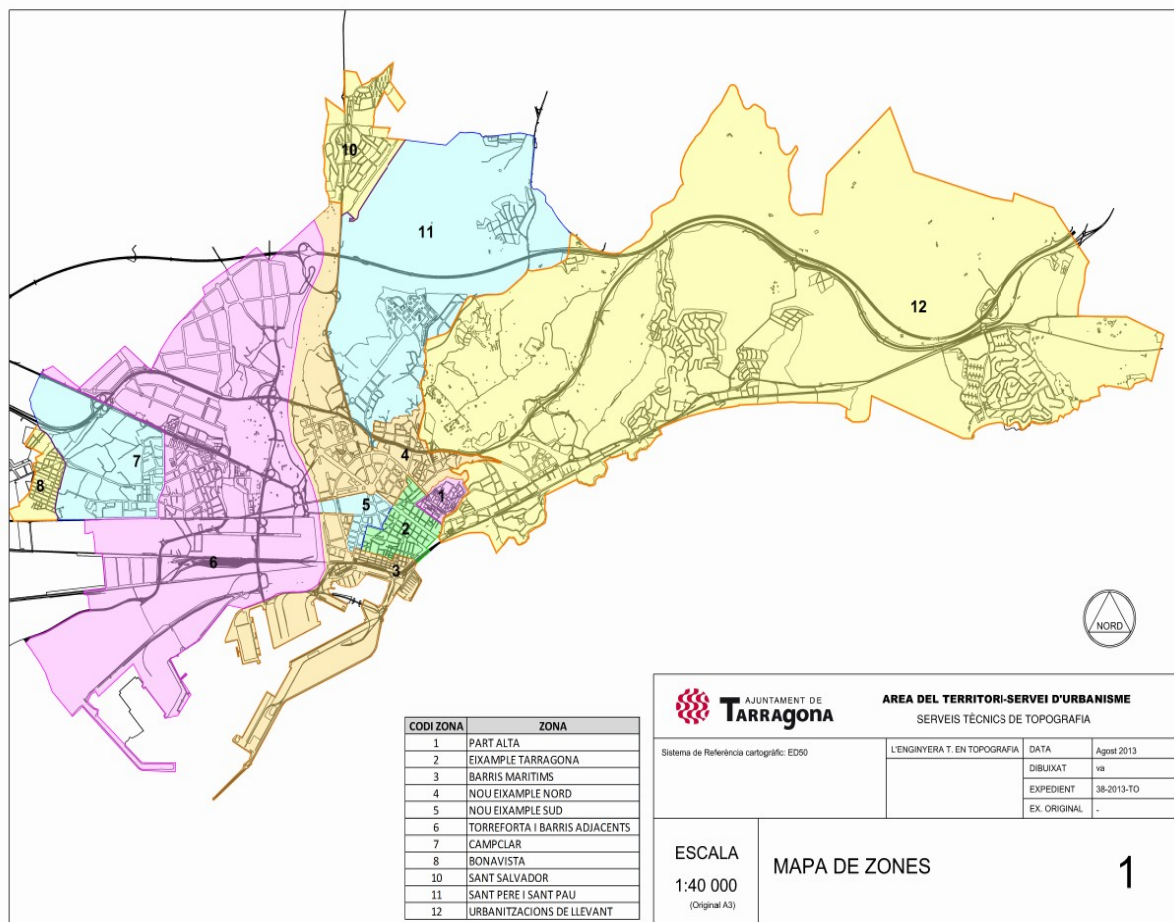 10
11
12
7
8
4
1
5
2
6
3
NORD
CODI ZONA ZONA
1 PART ALTA
2 EIXAMPLE TARRAGONA
3 BARRIS MARITIMS
4 NOU EIXAMPLE NORD
5 NOU EIXAMPLE SUD
6 TORREFORTA I BARRIS ADJACENTS
7 CAMPCLAR
8 BONAVISTA
10 SANT SALVADOR
11 SANT PERE I SANT PAU
12 URBANITZACIONS DE LLEVANT
AJUNTAMENT DE
TARRAGONA
AREA DEL TERRITORI-SERVEI D'URBANISME
SERVEIS TÈCNICS DE TOPOGRAFIA
Sistema de Referència cartogràfic: ED50
L'ENGINYERA T. EN TOPOGRAFIA
DATA Agost 2013
DIBUIXAT va
EXPEDIENT 38-2013-TO
EX. ORIGINAL -
ESCALA
1:40 000
(Original A3)
MAPA DE ZONES
1